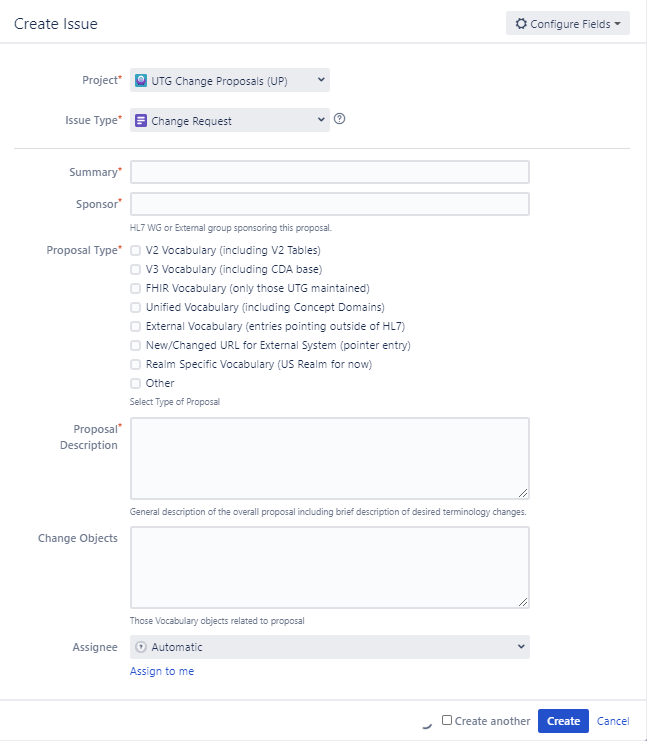 Create Issue
Configure Fields
Project* UTG Change Proposals (UP)
Issue Type* Change Request
Summary*
Sponsor*
HL7 WG or External group sponsoring this proposal.
Proposal Type* V2 Vocabulary (including V2 Tables)
V3 Vocabulary (including CDA base)
FHIR Vocabulary (only those UTG maintained)
Unified Vocabulary (including Concept Domains)
External Vocabulary (entries pointing outside of HL7)
New/Changed URL for External System (pointer entry)
Realm Specific Vocabulary (US Realm for now)
Other
Select Type of Proposal
Proposal*
Description
General description of the overall proposal including brief description of desired terminology changes.
Change Objects
Those Vocabulary objects related to proposal
Assignee Automatic
Assign to me
Create another Create Cancel